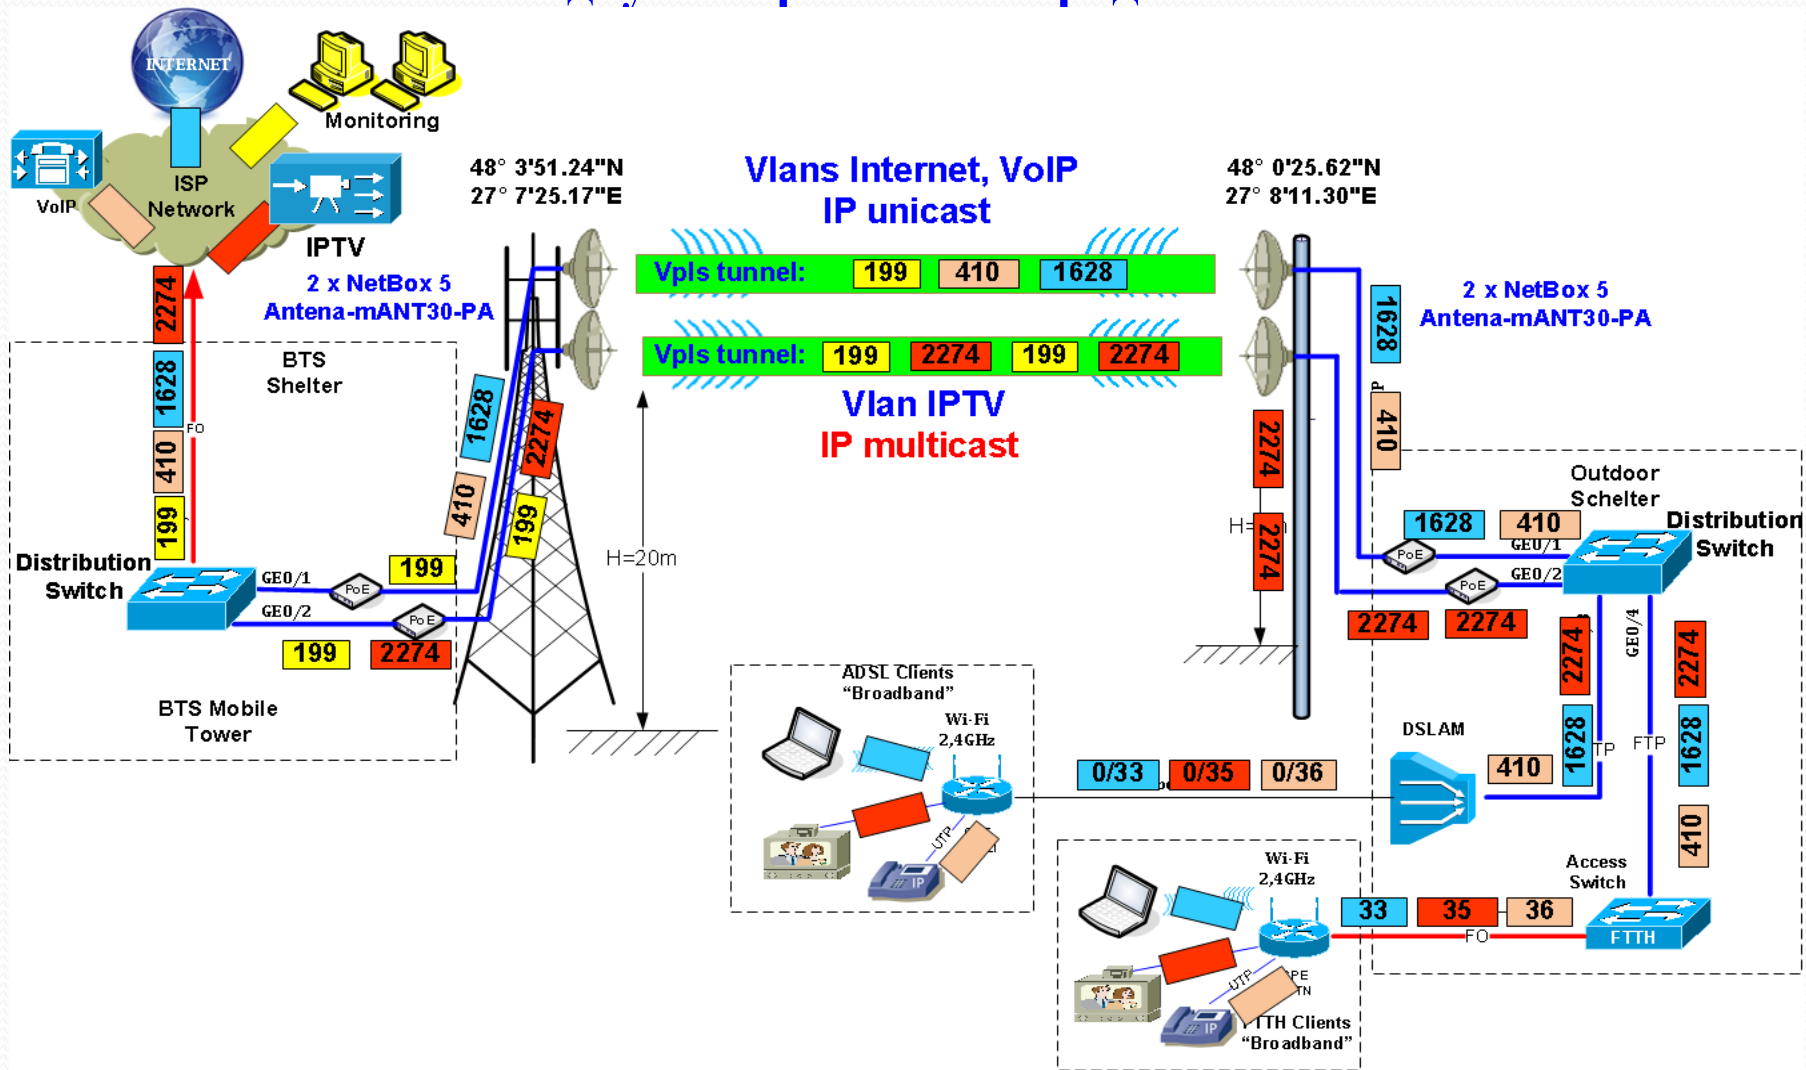 INTERNET
Monitoring
VoIP
ISP
Network
IPTV
2 x NetBox 5
Antena-mANT30-PA
48° 3'51.24"N
27° 7'25.17"E
Vlans Internet, VoIP
IP unicast
48° 0'25.62"N
27° 8'11.30"E
Vpls tunnel: 199 410 1628
Vpls tunnel: 199 2274 199 2274
Vlan IPTV
IP multicast
2 x NetBox 5
Antena-mANT30-PA
2274
1628
410
199
FO
BTS
Shelter
Distribution
Switch
GE0/1
PoE
199
GE0/2
PoE
199 2274
BTS Mobile
Tower
1628
410
2274
199
H=20m
2274
2274
1628
410
Outdoor
Schelter
Distribution
Switch
1628 410
GE0/1
PoE
GE0/2
PoE
2274 2274
GE0/4
2274
1628
410
2274
1628
410
FTP
DSLAM
ADSL Clients
“Broadband”
Wi-Fi
2,4GHz
UTP
IP
0/33 0/35 0/36
Access
Switch
FTTH
33 35 36
FO
Wi-Fi
2,4GHz
UTP
IP
FTTH Clients
“Broadband”